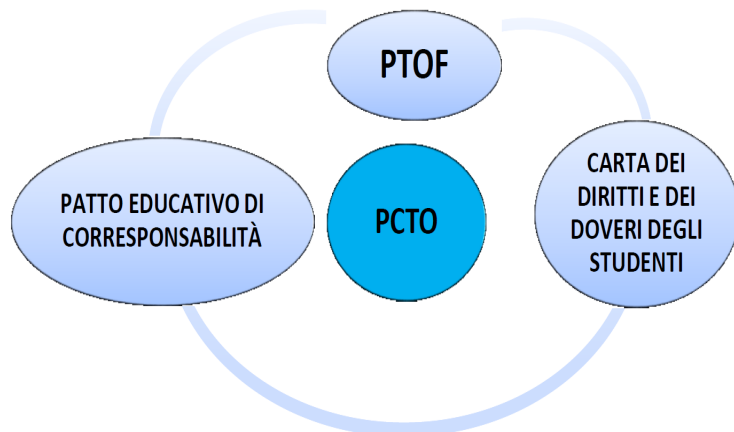 PTOF
PATTO EDUCATIVO DI
CORRESPONSABILITÀ
PCTO
CARTA DEI
DIRITTI E DEI
DOVERI DEGLI
STUDENTI